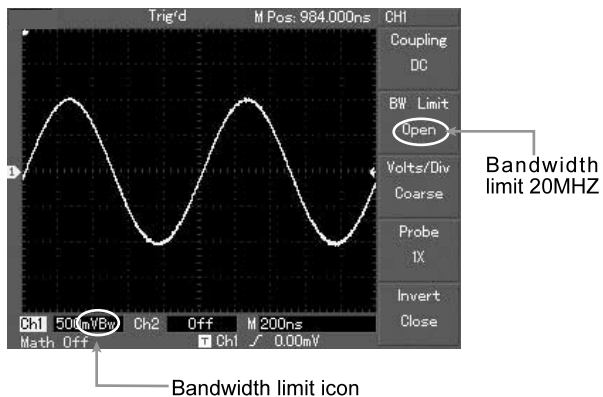 Trig'd M Pos: 984.000ns CH1
Coupling
DC
BW Limit
Open
Bandwidth
limit 20MHZ
Volts/Div
Coarse
Probe
1X
Invert
Close
1
Ch1 500mVBw Ch2 Off M 200ns
Math Off T Ch1 0.00mV
Bandwidth limit icon